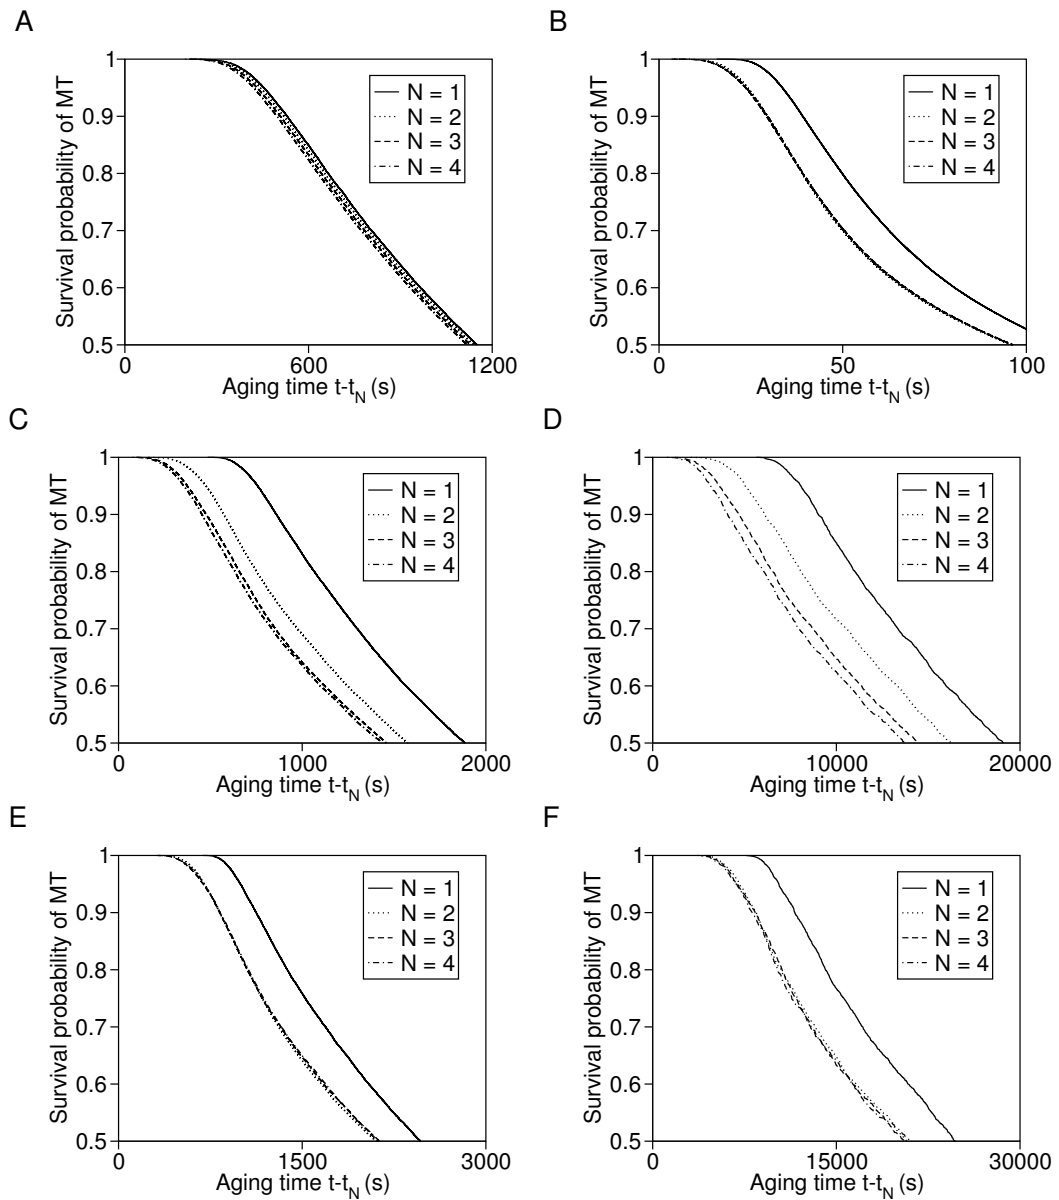 A
Survival probability of MT
1
0.9
0.8
0.7
0.6
0.5
0
600
1200
Aging time t-tN (s)
N = 1
N = 2
N = 3
N = 4
B
Survival probability of MT
1
0.9
0.8
0.7
0.6
0.5
0
50
100
Aging time t-tN (s)
N = 1
N = 2
N = 3
N = 4
C
Survival probability of MT
1
0.9
0.8
0.7
0.6
0.5
0
1000
2000
Aging time t-tN (s)
N = 1
N = 2
N = 3
N = 4
D
Survival probability of MT
1
0.9
0.8
0.7
0.6
0.5
0
10000
20000
Aging time t-tN (s)
N = 1
N = 2
N = 3
N = 4
E
Survival probability of MT
1
0.9
0.8
0.7
0.6
0.5
0
1500
3000
Aging time t-tN (s)
N = 1
N = 2
N = 3
N = 4
F
Survival probability of MT
1
0.9
0.8
0.7
0.6
0.5
0
15000
30000
Aging time t-tN (s)
N = 1
N = 2
N = 3
N = 4